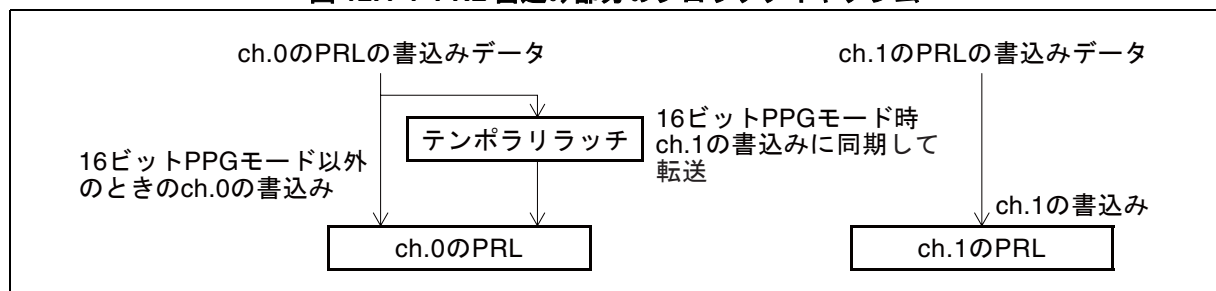 ch.0のPRLの書込みデータ
ch.1のPRLの書込みデータ
テンポラリラッチ
16ビットPPGモード時
ch.1の書込みに同期して
転送
16ビットPPGモード以外
のときのch.0の書込み
ch.1の書込み
ch.0のPRL
ch.1のPRL